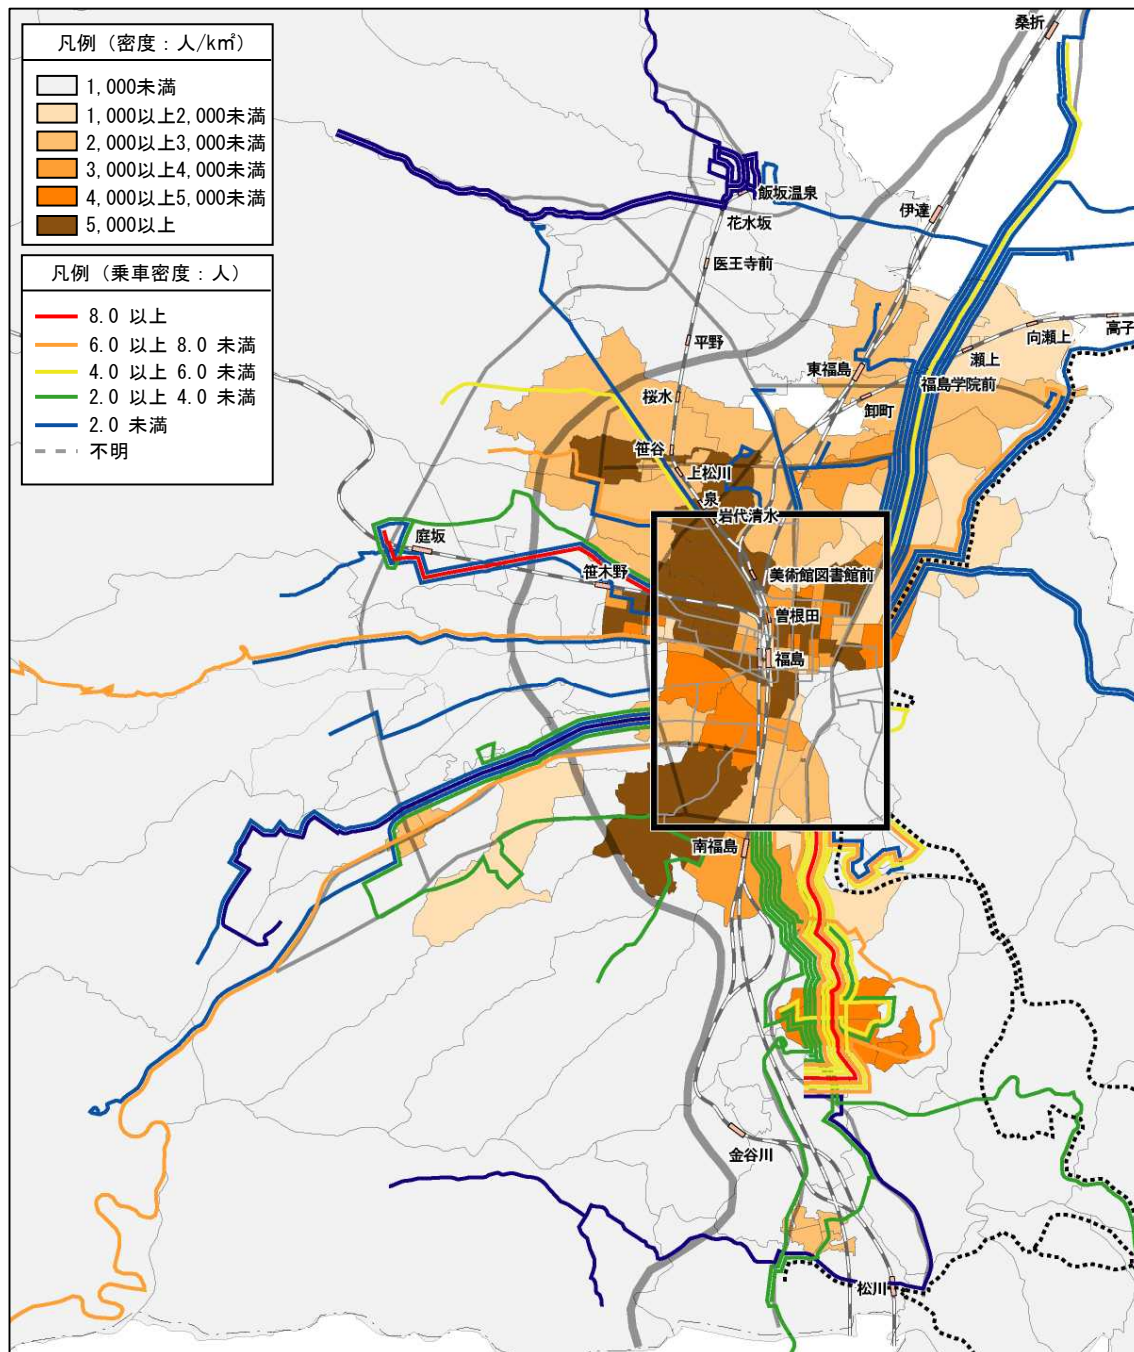 凡例（密度：人/k㎡）
1,000未満
1,000以上2,000未満
2,000以上3,000未満
3,000以上4,000未満
4,000以上5,000未満
5,000以上
凡例（乗車密度：人）
8.0 以上
6.0 以上 8.0 未満
4.0 以上 6.0 未満
2.0 以上 4.0 未満
2.0 未満
不明
桑折
飯坂温泉
伊達
花水坂
医王寺前
高子
向瀬上
平野
瀬上
東福島
福島学院前
桜水
卸町
笹谷
上松川
泉
岩代清水
庭坂
笹木野
美術館図書館前
曽根田
福島
南福島
金谷川
松川